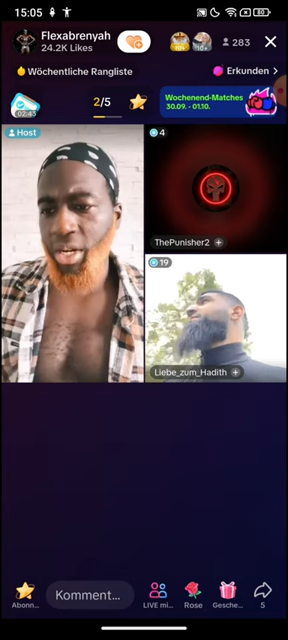 15:05
80
Flexabrenyah
24.2K Likes
10+
283
Wöchentliche Rangliste
Erkunden >
02:43
2/5
Wochenend-Matches
30.09. - 01.10.
Host
4
ThePunisher2 +
19
Liebe_zum_Hadith +
Abonn...
Komment...
LIVE mi...
Rose
Gesche...
5